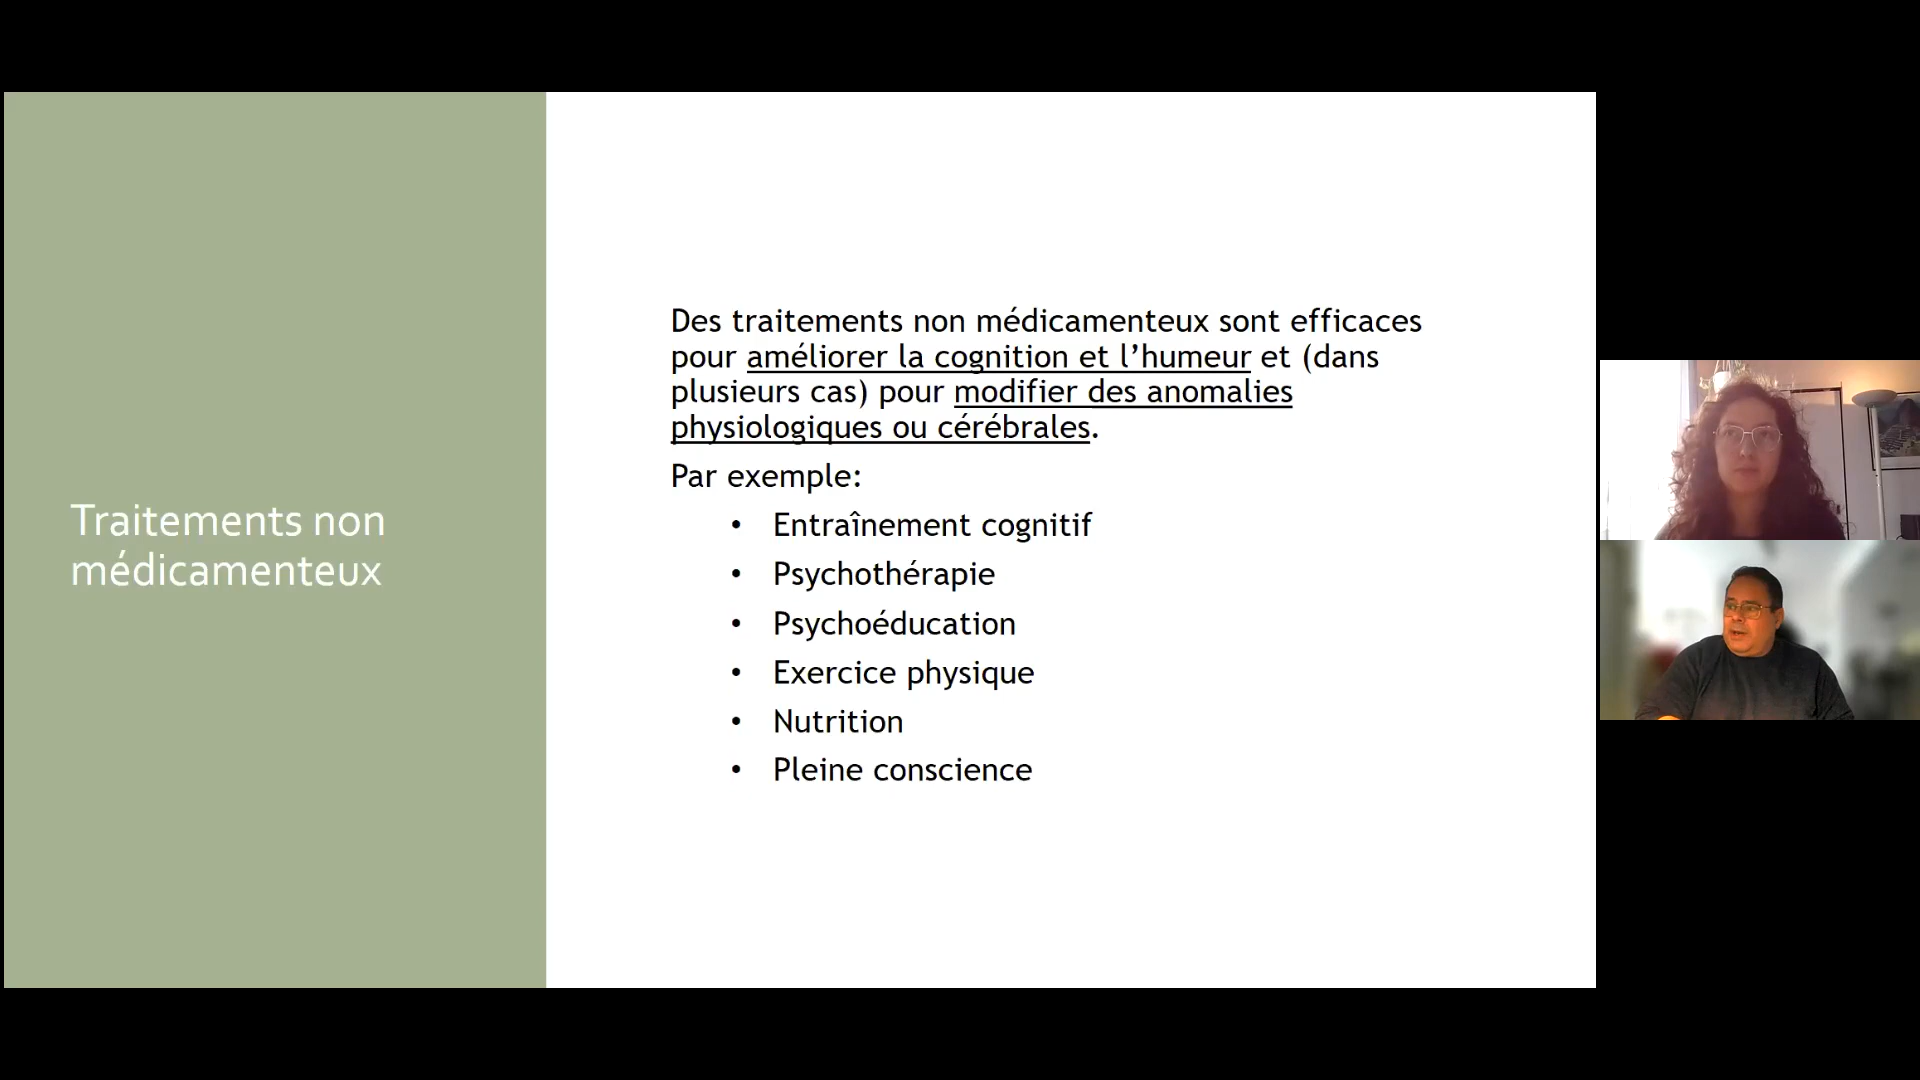 Traitements non
médicamenteux
Des traitements non médicamenteux sont efficaces
pour améliorer la cognition et l’humeur et (dans
plusieurs cas) pour modifier des anomalies
physiologiques ou cérébrales.
Par exemple:
• Entraînement cognitif
• Psychothérapie
• Psychoéducation
• Exercice physique
• Nutrition
• Pleine conscience